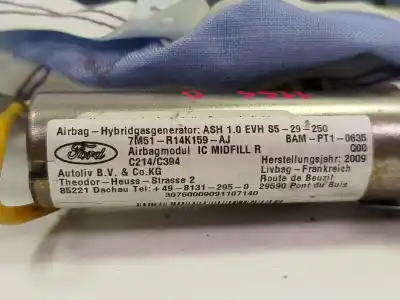 Airbag-Hybridgasgenerator: ASH 1.0 EVH S5-29-250
Ford
7M51-R14K159-AJ
BAM-PT1-0635
Airbagmodul IC MIDFILL R
Q00
C214/C394
Herstellungsjahr: 2009
Autoliv B.V. & Co.KG
Livbag-Frankreich
Theodor-Heuss-Strasse 2
Route de Beuzit
85221 Dachau Tel.+ 49-8131-295-0
29590 Pont du Buis
30760009091107140